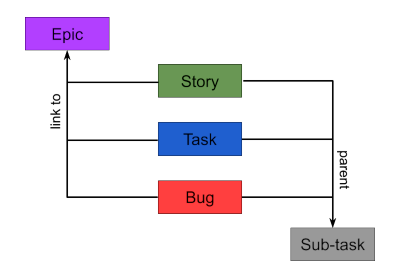 Epic
Story
link to
Task
parent
Bug
Sub-task